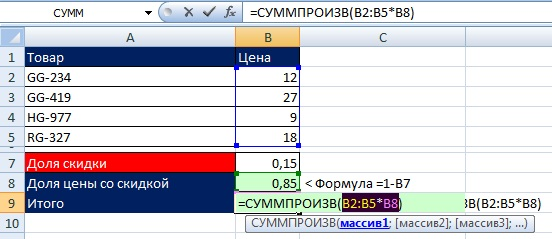 СУММ =СУММПРОИЗВ(B2:B5*B8)
A B C
1 Товар Цена
2 GG-234 12
3 GG-419 27
4 HG-977 9
5 RG-327 18
7 Доля скидки 0,15
8 Доля цены со скидкой 0,85 < Формула =1-B7
9 Итого =СУММПРОИЗВ(B2:B5*B8) ЗВ(B2:B5*B8)
10 СУММПРОИЗВ(массив1; [массив2]; [массив3]; ...)